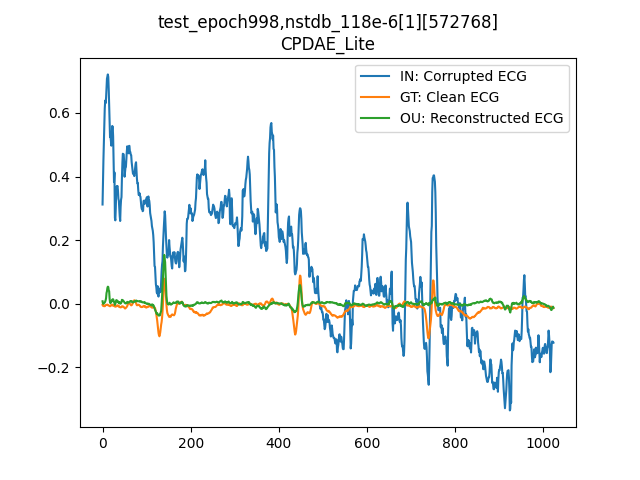 test_epoch998,nstdb_118e-6[1][572768]
CPDAE_Lite
IN: Corrupted ECG
GT: Clean ECG
OU: Reconstructed ECG
0.6
0.4
0.2
0.0
−0.2
0 200 400 600 800 1000